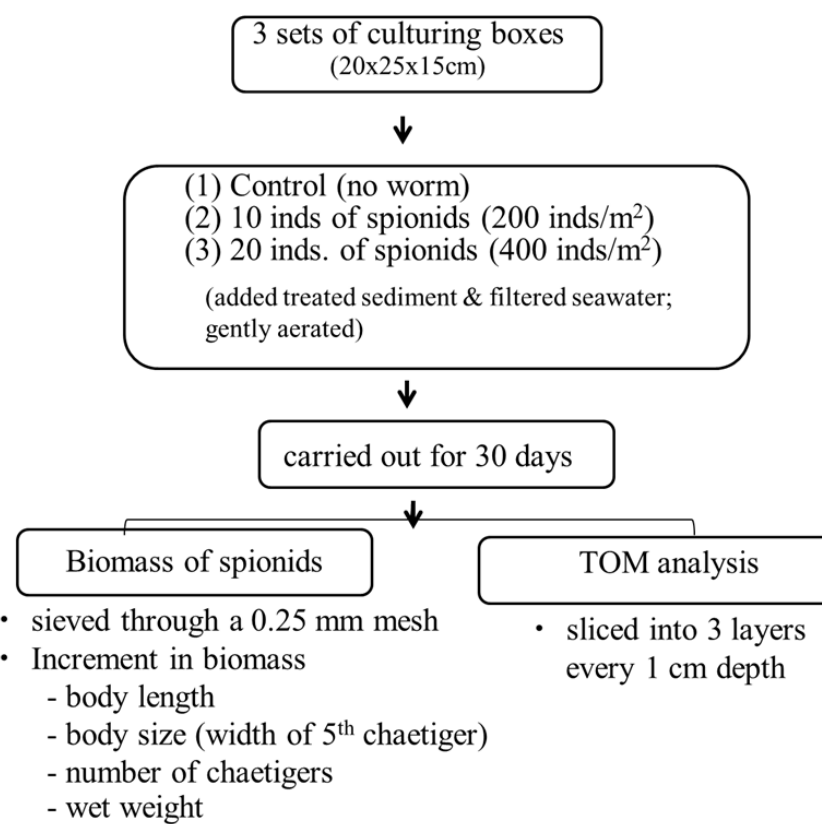 3 sets of culturing boxes
(20x25x15cm)
(1) Control (no worm)
(2) 10 inds of spionids (200 inds/m²)
(3) 20 inds. of spionids (400 inds/m²)
(added treated sediment & filtered seawater;
gently aerated)
carried out for 30 days
Biomass of spionids
• sieved through a 0.25 mm mesh
• Increment in biomass
- body length
- body size (width of 5th chaetiger)
- number of chaetigers
- wet weight
TOM analysis
• sliced into 3 layers
every 1 cm depth